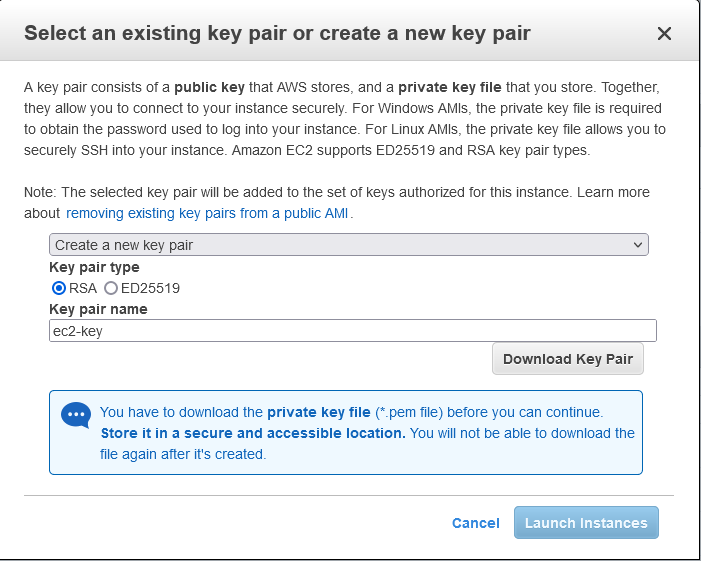 Select an existing key pair or create a new key pair
A key pair consists of a public key that AWS stores, and a private key file that you store. Together,
they allow you to connect to your instance securely. For Windows AMIs, the private key file is required
to obtain the password used to log into your instance. For Linux AMIs, the private key file allows you to
securely SSH into your instance. Amazon EC2 supports ED25519 and RSA key pair types.
Note: The selected key pair will be added to the set of keys authorized for this instance. Learn more
about removing existing key pairs from a public AMI.
Create a new key pair
Key pair type
RSA ED25519
Key pair name
ec2-key
Download Key Pair
You have to download the private key file (*.pem file) before you can continue.
Store it in a secure and accessible location. You will not be able to download the
file again after it's created.
Cancel Launch Instances